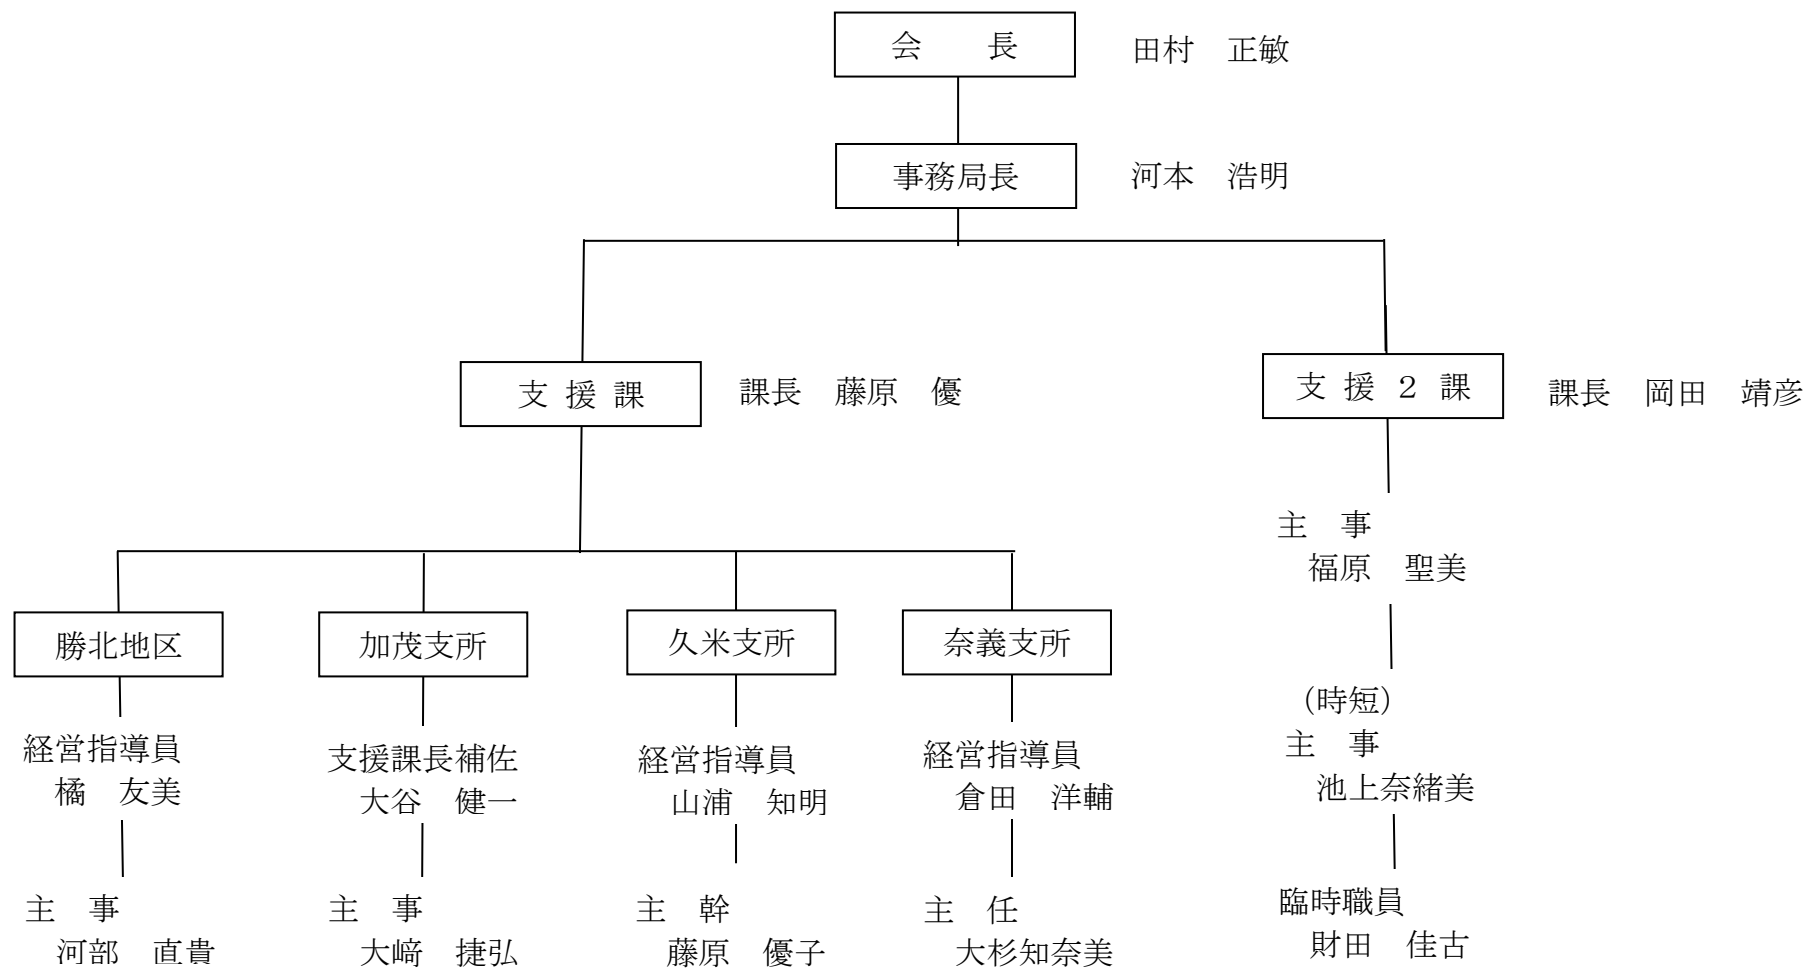 会　　長　田村　正敏
事務局長　河本　浩明
支 援 課　課長　藤原　優
支 援 ２ 課　課長　岡田　靖彦
主　事
福原　聖美
（時短）
主　事
池上奈緒美
臨時職員
財田　佳古
勝北地区
経営指導員
橘　友美
主　事
河部　直貴
加茂支所
支援課長補佐
大谷　健一
主　事
大﨑　捷弘
久米支所
経営指導員
山浦　知明
主　幹
藤原　優子
奈義支所
経営指導員
倉田　洋輔
主　任
大杉知奈美